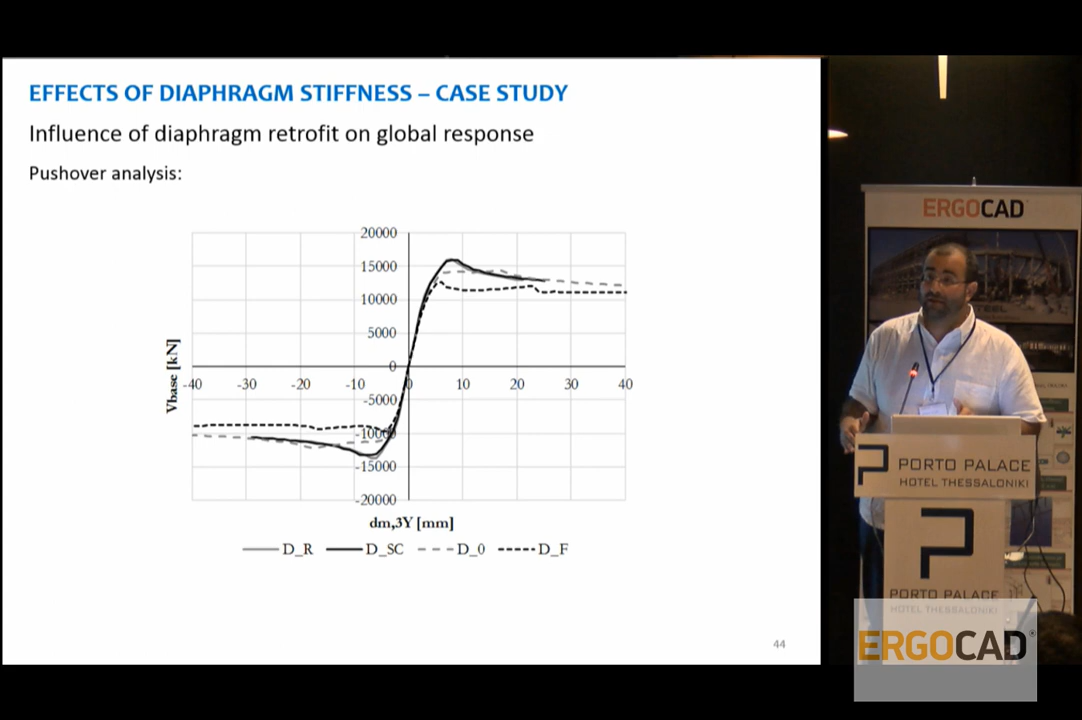 EFFECTS OF DIAPHRAGM STIFFNESS – CASE STUDY
Influence of diaphragm retrofit on global response
Pushover analysis:
20000
15000
10000
5000
0
-40 -30 -20 -10 0 10 20 30 40
-5000
-10000
-15000
-20000
Vbase [kN]
dm,3Y [mm]
D_R D_SC D_0 D_F
44
ERGOCAD
PORTO PALACE
HOTEL THESSALONIKI
PORTO PALACE
HOTEL THESSALONIKI
ERGOCAD®